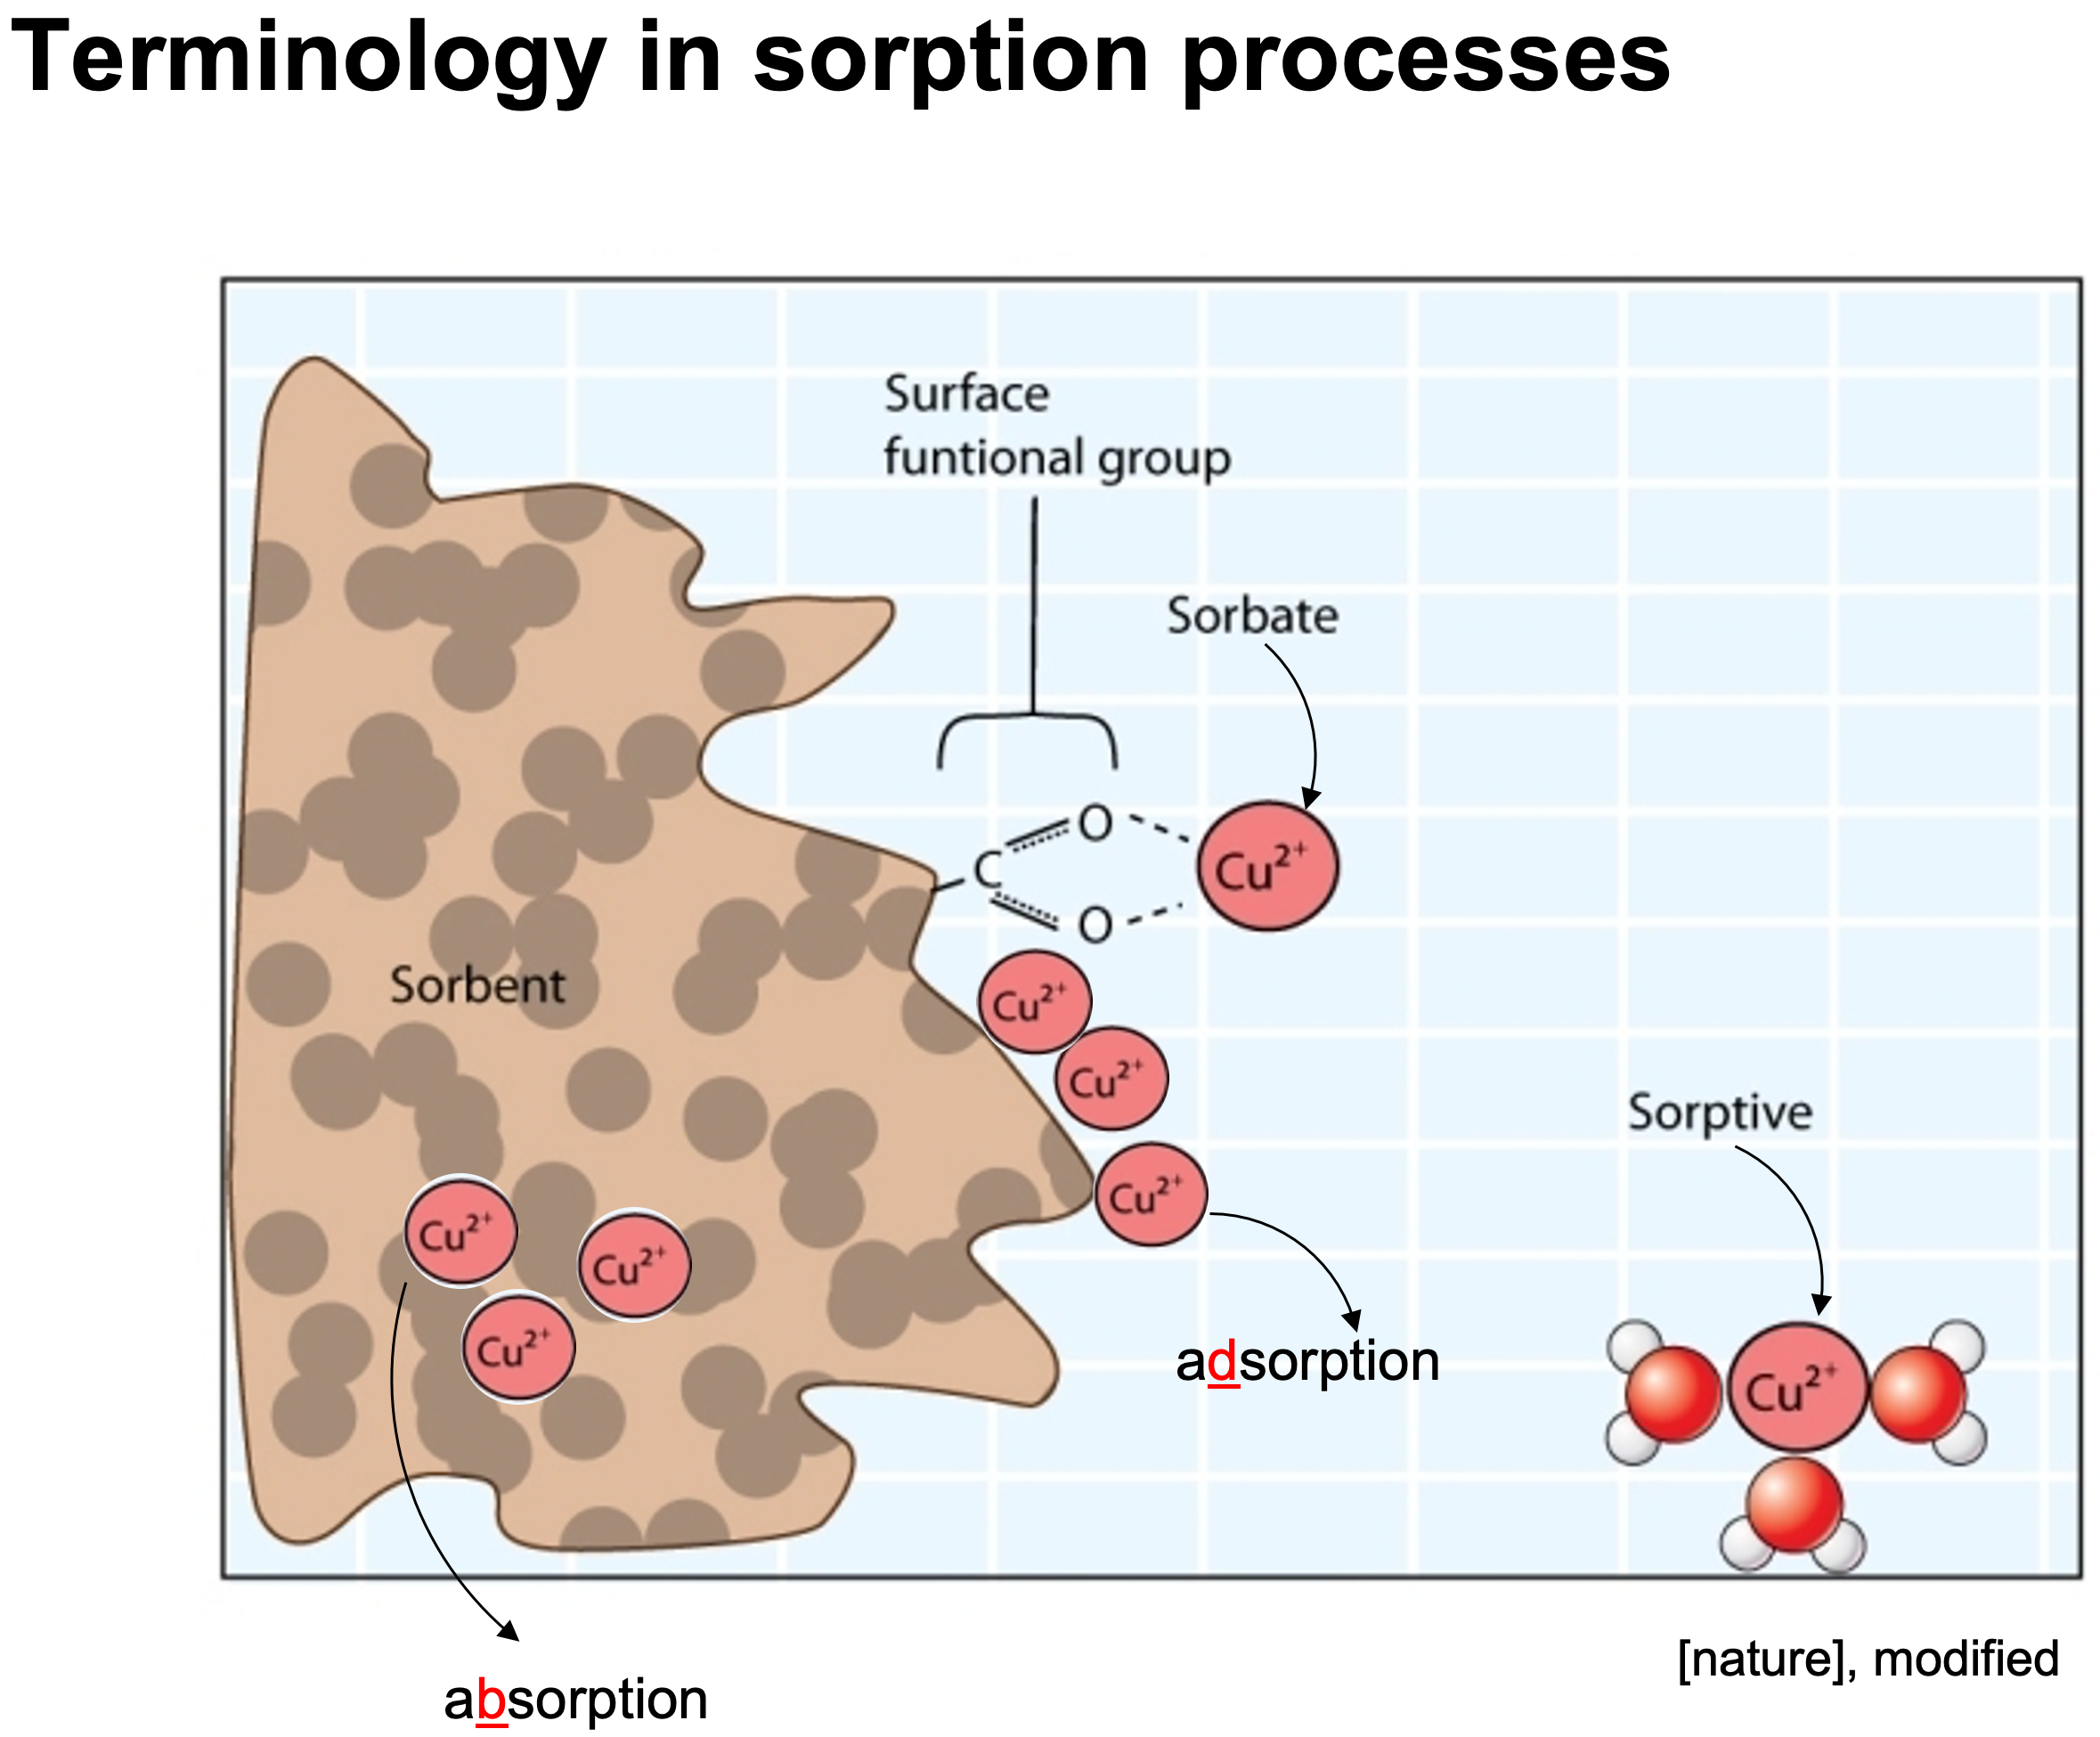 Terminology in sorption processes
Surface
funtional group
Sorbate
C
O
O
Cu²⁺
Sorbent
Cu²⁺
Cu²⁺
Cu²⁺
Sorptive
Cu²⁺
Cu²⁺
Cu²⁺
adsorption
Cu²⁺
absorption
[nature], modified